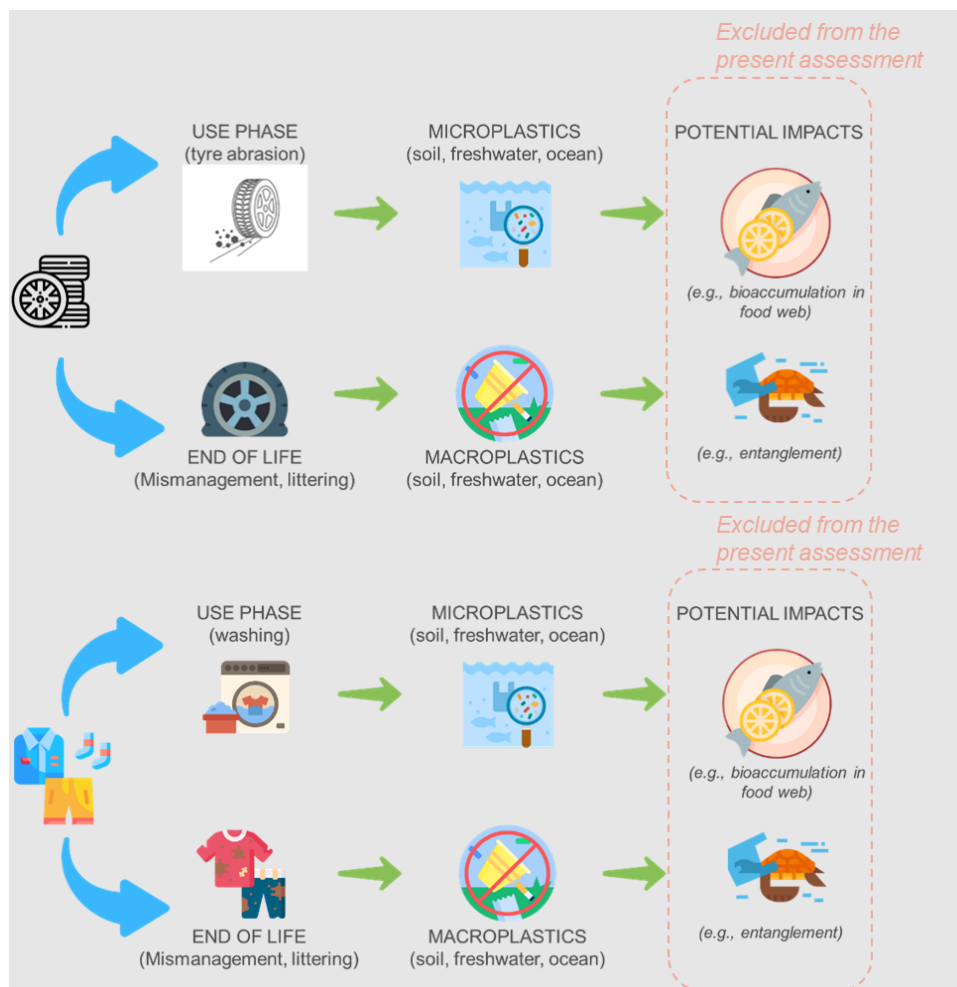 Excluded from the
present assessment
USE PHASE
(tyre abrasion)
MICROPLASTICS
(soil, freshwater, ocean)
POTENTIAL IMPACTS
(e.g., bioaccumulation in
food web)
END OF LIFE
(Mismanagement, littering)
MACROPLASTICS
(soil, freshwater, ocean)
(e.g., entanglement)
Excluded from the
present assessment
USE PHASE
(washing)
MICROPLASTICS
(soil, freshwater, ocean)
POTENTIAL IMPACTS
(e.g., bioaccumulation in
food web)
END OF LIFE
(Mismanagement, littering)
MACROPLASTICS
(soil, freshwater, ocean)
(e.g., entanglement)